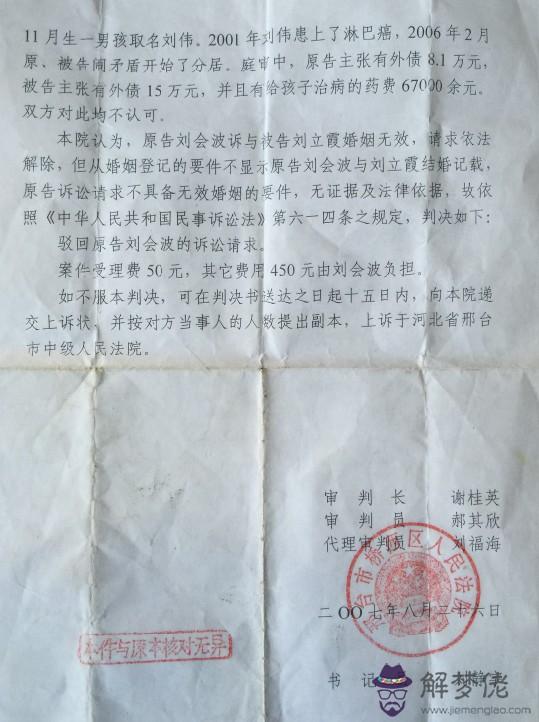 11月生一男孩取名刘伟。2001年刘伟患上了淋巴癌，2006年2月
原、被告闹矛盾开始了分居。庭审中，原告主张有外债8.1万元，
被告主张有外债15万元，并且有给孩子治病的药费67000余元。
双方对此均不认可。
本院认为，原告刘会波诉与被告刘立霞婚姻无效，请求依法
解除，但从婚姻登记的要件不显示原告刘会波与刘立霞结婚记载，
原告诉讼请求不具备无效婚姻的要件，无证据及法律依据，故依
照《中华人民共和国民事诉讼法》第六一四条之规定，判决如下：
驳回原告刘会波的诉讼请求。
案件受理费50元，其它费用450元由刘会波负担。
如不服本判决，可在判决书送达之日起十五日内，向本院递
交上诉状，并按对方当事人的人数提出副本，上诉于河北省邢台
市中级人民法院。
审 判 长 谢桂英
审 判 员 郝其欣
代理审判员 刘福海
台市桥 区人民法院
二OO七年八月二十六日
本件与原本核对无异
书 记
解梦佬
www.jiemenglao.com